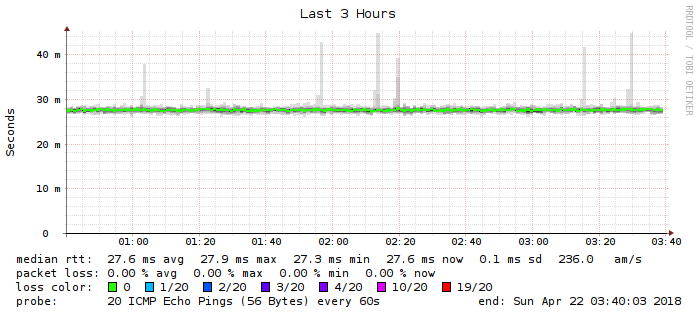 Last 3 Hours
RRDTOOL / TOBI OETIKER
Seconds
40 m
30 m
20 m
10 m
0
01:00 01:20 01:40 02:00 02:20 02:40 03:00 03:20 03:40
median rtt: 27.6 ms avg 27.9 ms max 27.3 ms min 27.6 ms now 0.1 ms sd 236.0 am/s
packet loss: 0.00 % avg 0.00 % max 0.00 % min 0.00 % now
loss color: 0 1/20 2/20 3/20 4/20 10/20 19/20
probe: 20 ICMP Echo Pings (56 Bytes) every 60s end: Sun Apr 22 03:40:03 2018